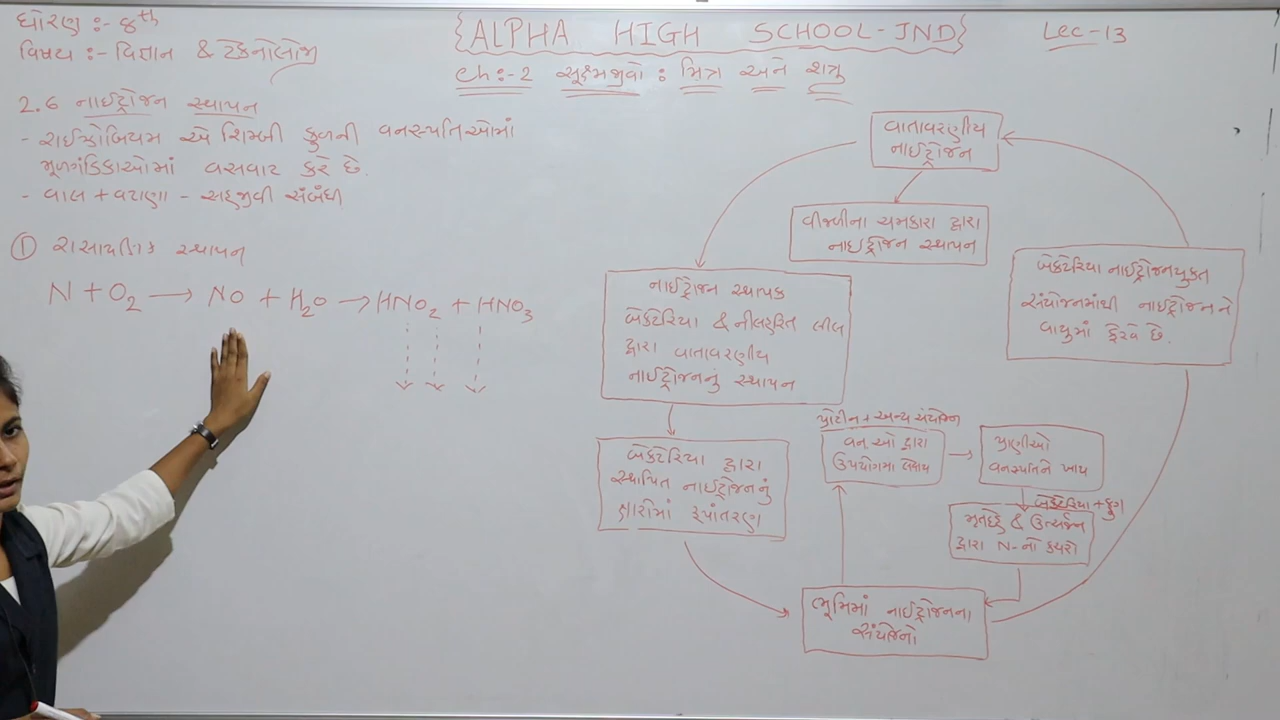 ધોરણ :- 8th
વિષય :- વિજ્ઞાન & ટેકનોલોજી
{ALPHA HIGH SCHOOL-JND}
Lec-13
ch:-2 સૂક્ષ્મજીવો : મિત્ર અને શત્રુ
2.6 નાઈટ્રોજન સ્થાપન
- રાઈઝોબિયમ એ શિમ્બી કુળની વનસ્પતિઓમાં
મૂળગંડિકાઓમાં વસવાટ કરે છે.
- વાલ + વટાણા - સહજીવી સંબંધ
① રાસાયણિક સ્થાપન
N + O2 → NO + H2O → HNO2 + HNO3
વાતાવરણીય
નાઈટ્રોજન
વીજળીના ચમકારા દ્વારા
નાઈટ્રોજન સ્થાપન
નાઈટ્રોજન સ્થાપક
બેક્ટેરિયા & નીલહરિત લીલ
દ્વારા વાતાવરણીય
નાઈટ્રોજનનું સ્થાપન
બેક્ટેરિયા દ્વારા
સ્થાપિત નાઈટ્રોજનનું
ક્ષારોમાં રૂપાંતરણ
ભૂમિમાં નાઈટ્રોજનના
સંયોજનો
પ્રોટીન + અન્ય સંયોજન
વન.ઓ દ્વારા
ઉપયોગમાં લેવાય
પ્રાણીઓ
વનસ્પતિને ખાય
બેક્ટેરિયા + ફુગ
મૃતદેહ & ઉત્સર્જન
દ્વારા N-નો કચરો
બેક્ટેરિયા નાઈટ્રોજનયુક્ત
સંયોજનમાંથી નાઈટ્રોજનને
વાયુમાં ફેરવે છે.